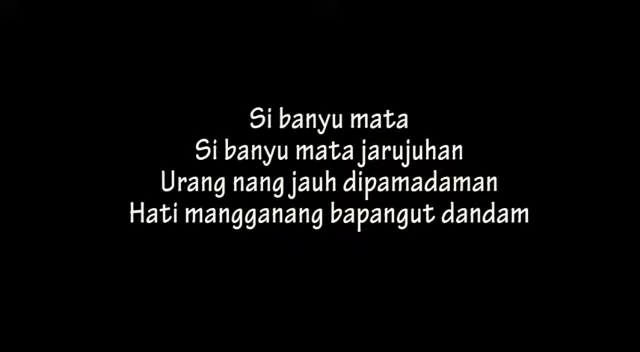 Si banyu mata
Si banyu mata jarujuhan
Urang nang jauh dipamadaman
Hati mangganang bapangut dandam